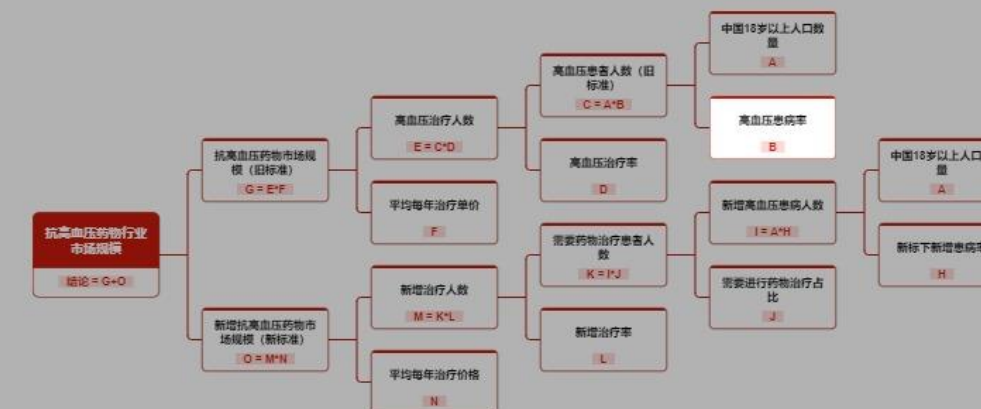 抗高血压药物行业
市场规模
结论 = G+O
抗高血压药物市场规
模（旧标准）
G = E*F
高血压治疗人数
E = C*D
高血压患者人数（旧
标准）
C = A*B
中国18岁以上人口数
量
A
高血压患病率
B
高血压治疗率
D
平均每年治疗单价
F
新增抗高血压药物市
场规模（新标准）
O = M*N
新增治疗人数
M = K*L
需要药物治疗患者人
数
K = I*J
新增高血压患病人数
I = A*H
中国18岁以上人口
量
A
新标下新增患病率
H
需要进行药物治疗占
比
J
新增治疗率
L
平均每年治疗价格
N